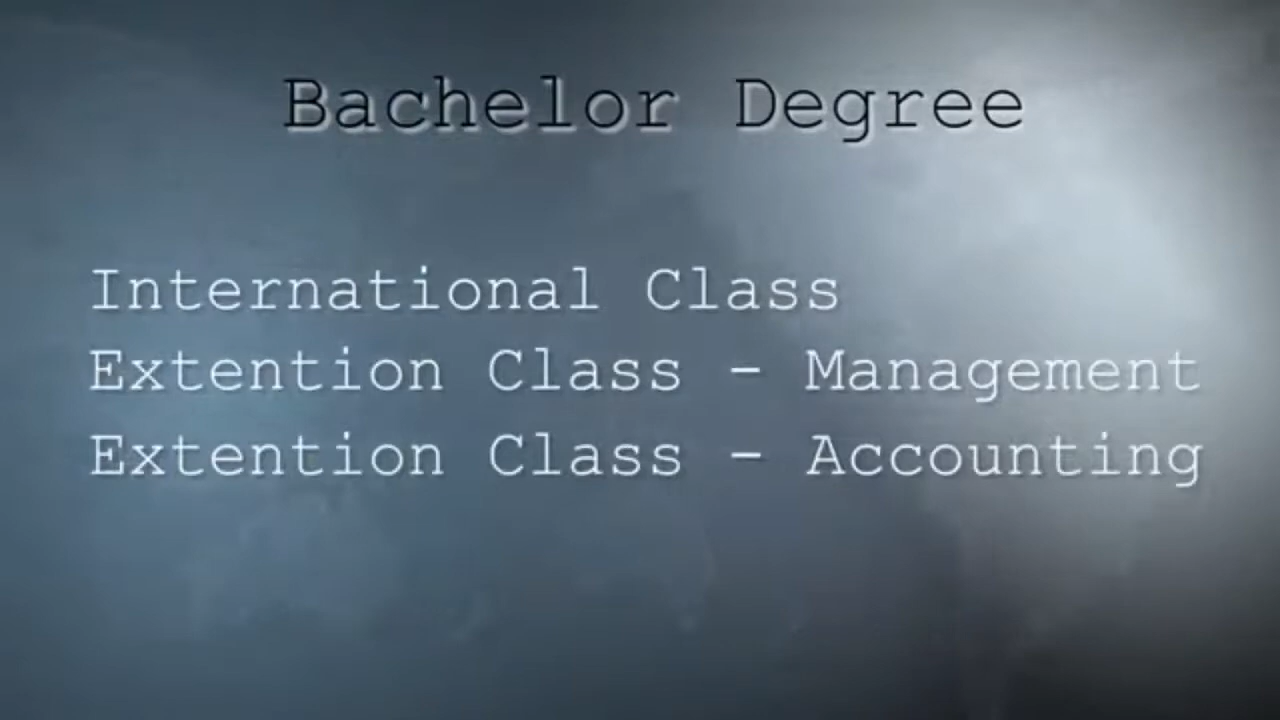 Bachelor Degree
International Class
Extention Class - Management
Extention Class - Accounting